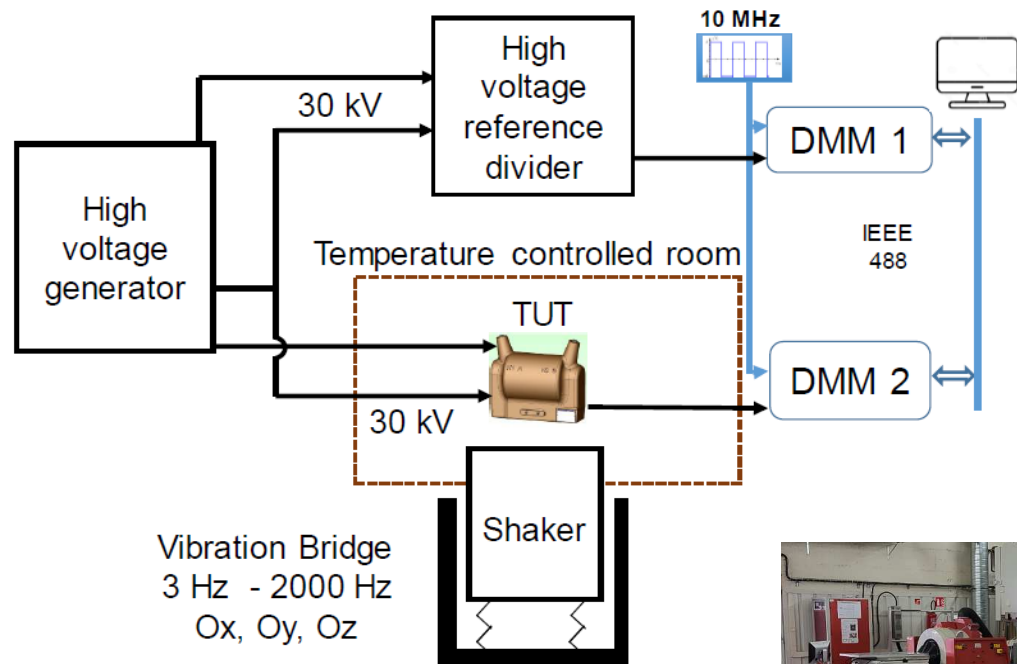 10 MHz
High
voltage
reference
divider
30 kV
DMM 1
High
voltage
generator
IEEE
488
Temperature controlled room
TUT
DMM 2
30 kV
Shaker
Vibration Bridge
3 Hz - 2000 Hz
Ox, Oy, Oz